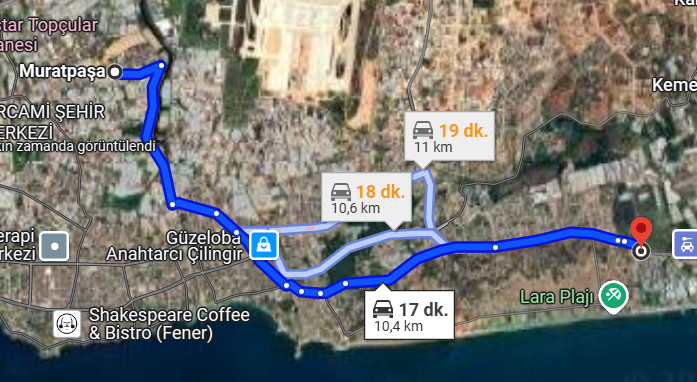 star Topçular
anesi
Muratpaşa
RCAMİ ŞEHİR
ERKEZİ
kın zamanda görüntülendi
19 dk.
11 km
Keme
18 dk.
10,6 km
erapi
rkezi
Güzeloba
Anahtarcı Çilingir
17 dk.
10,4 km
Lara Plajı
Shakespeare Coffee
& Bistro (Fener)